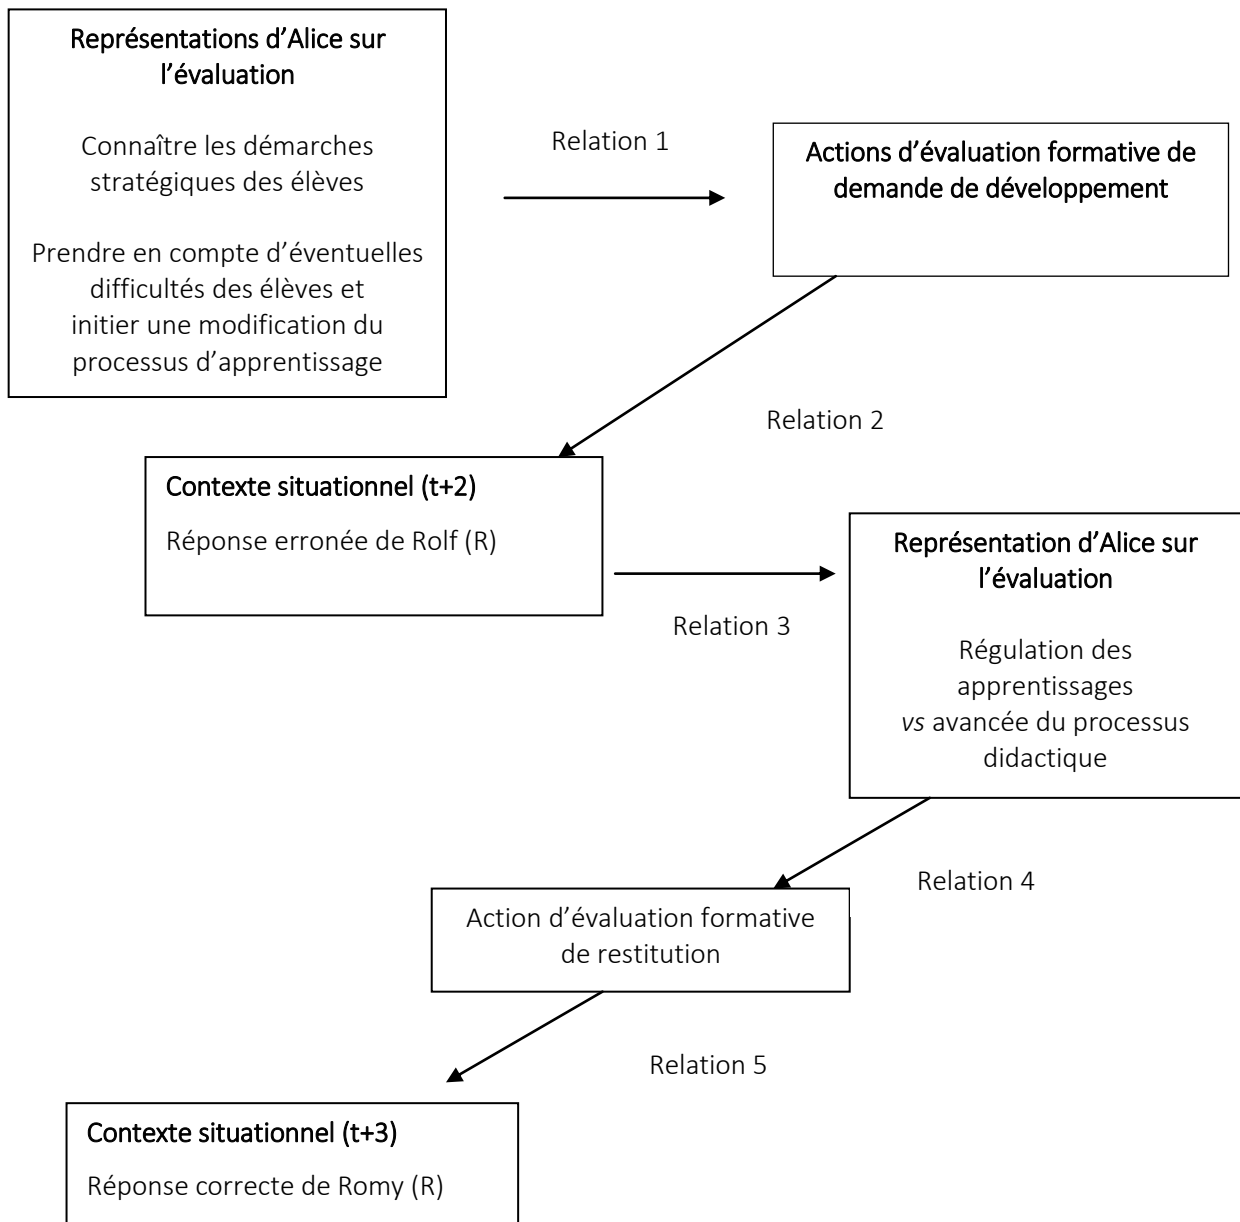 Représentations d'Alice sur
l'évaluation
Connaître les démarches
stratégiques des élèves
Prendre en compte d'éventuelles
difficultés des élèves et
initier une modification du
processus d'apprentissage
Relation 1
Actions d'évaluation formative de
demande de développement
Relation 2
Contexte situationnel (t+2)
Réponse erronée de Rolf (R)
Relation 3
Représentation d'Alice sur
l'évaluation
Régulation des
apprentissages
vs avancée du processus
didactique
Relation 4
Action d'évaluation formative
de restitution
Relation 5
Contexte situationnel (t+3)
Réponse correcte de Romy (R)